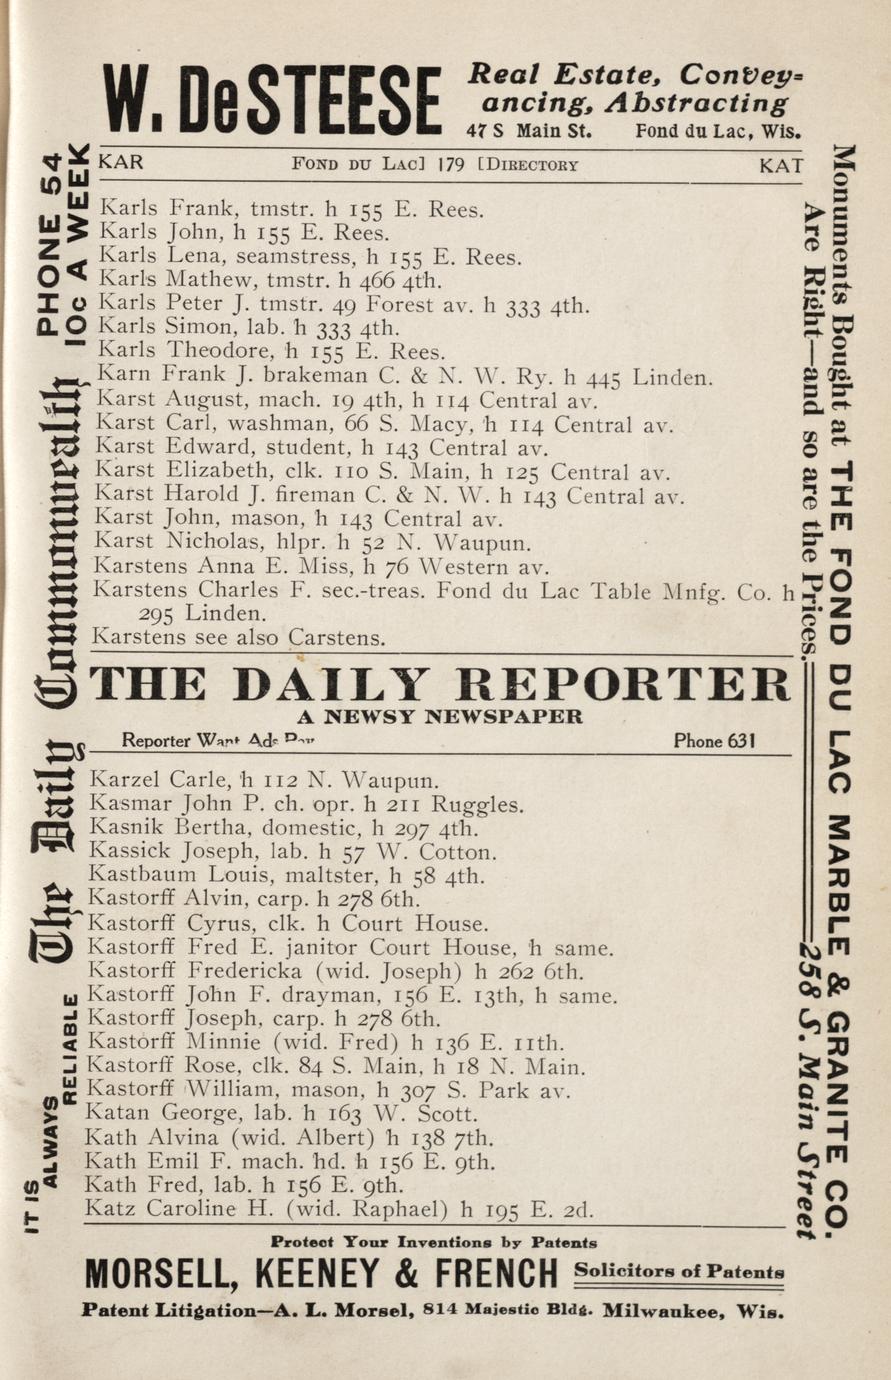 W. DeSTEESE
Real Estate, Convey-
ancing, Abstracting
47 S Main St. Fond du Lac, Wis.
KAR FOND DU LAC] 179 [DIRECTORY KAT
Karls Frank, tmstr. h 155 E. Rees.
Karls John, h 155 E. Rees.
Karls Lena, seamstress, h 155 E. Rees.
Karls Mathew, tmstr. h 466 4th.
Karls Peter J. tmstr. 49 Forest av. h 333 4th.
Karls Simon, lab. h 333 4th.
Karls Theodore, h 155 E. Rees.
Karn Frank J. brakeman C. & N. W. Ry. h 445 Linden.
Karst August, mach. 19 4th, h 114 Central av.
Karst Carl, washman, 66 S. Macy, h 114 Central av.
Karst Edward, student, h 143 Central av.
Karst Elizabeth, clk. 110 S. Main, h 125 Central av.
Karst Harold J. fireman C. & N. W. h 143 Central av.
Karst John, mason, h 143 Central av.
Karst Nicholas, hlpr. h 52 N. Waupun.
Karstens Anna E. Miss, h 76 Western av.
Karstens Charles F. sec.-treas. Fond du Lac Table Mnfg. Co. h
295 Linden.
Karstens see also Carstens.
THE DAILY REPORTER
A NEWSY NEWSPAPER
Reporter Want Ads Pay Phone 631
Karzel Carle, h 112 N. Waupun.
Kasmar John P. ch. opr. h 211 Ruggles.
Kasnik Bertha, domestic, h 297 4th.
Kassick Joseph, lab. h 57 W. Cotton.
Kastbaum Louis, maltster, h 58 4th.
Kastorff Alvin, carp. h 278 6th.
Kastorff Cyrus, clk. h Court House.
Kastorff Fred E. janitor Court House, h same.
Kastorff Fredericka (wid. Joseph) h 262 6th.
Kastorff John F. drayman, 156 E. 13th, h same.
Kastorff Joseph, carp. h 278 6th.
Kastorff Minnie (wid. Fred) h 136 E. 11th.
Kastorff Rose, clk. 84 S. Main, h 18 N. Main.
Kastorff William, mason, h 307 S. Park av.
Katan George, lab. h 163 W. Scott.
Kath Alvina (wid. Albert) h 138 7th.
Kath Emil F. mach. hd. h 156 E. 9th.
Kath Fred, lab. h 156 E. 9th.
Katz Caroline H. (wid. Raphael) h 195 E. 2d.
Protect Your Inventions by Patents
MORSELL, KEENEY & FRENCH Solicitors of Patents
Patent Litigation—A. L. Morsel, 814 Majestic Bldg. Milwaukee, Wis.
IT IS
ALWAYS
RELIABLE
The Daily Commonwealth
PHONE 54
10c A WEEK
Monuments Bought at THE FOND DU LAC MARBLE & GRANITE CO.
Are Right—and so are the Prices. 258 S. Main Street